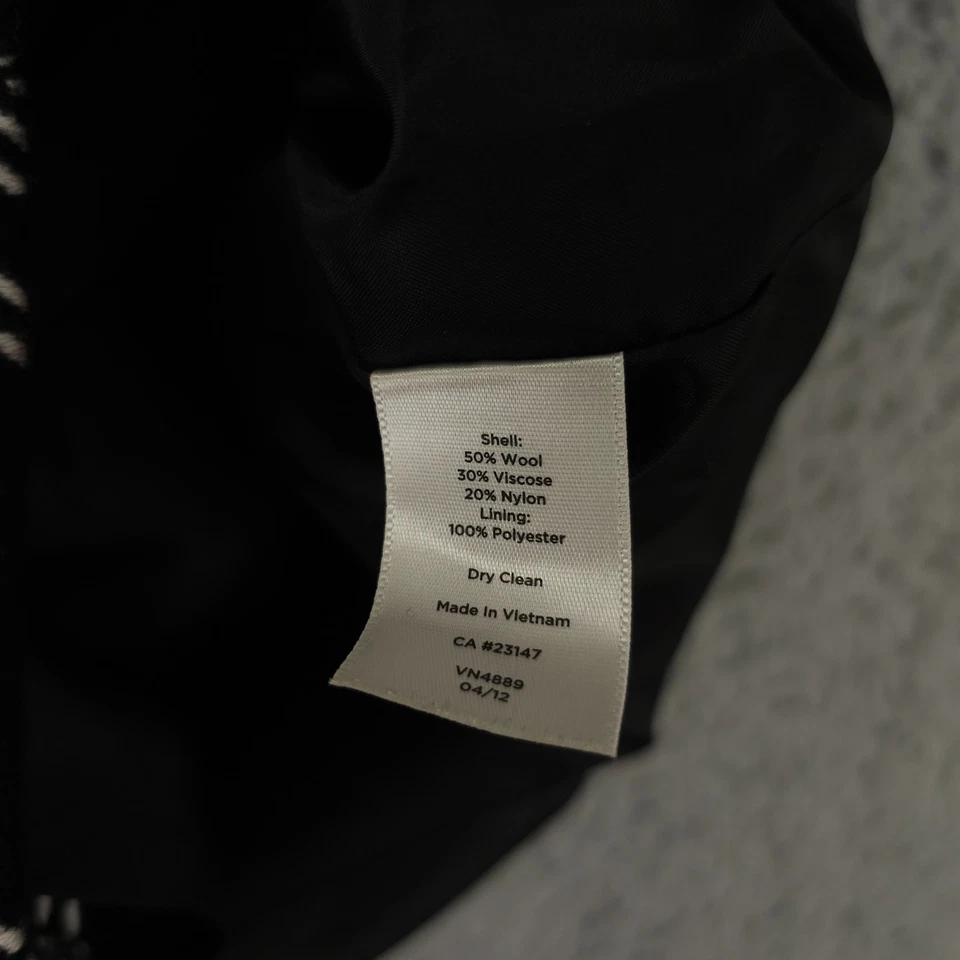 Shell:
50% Wool
30% Viscose
20% Nylon
Lining:
100% Polyester
Dry Clean
Made In Vietnam
CA #23147
VN4889
04/12